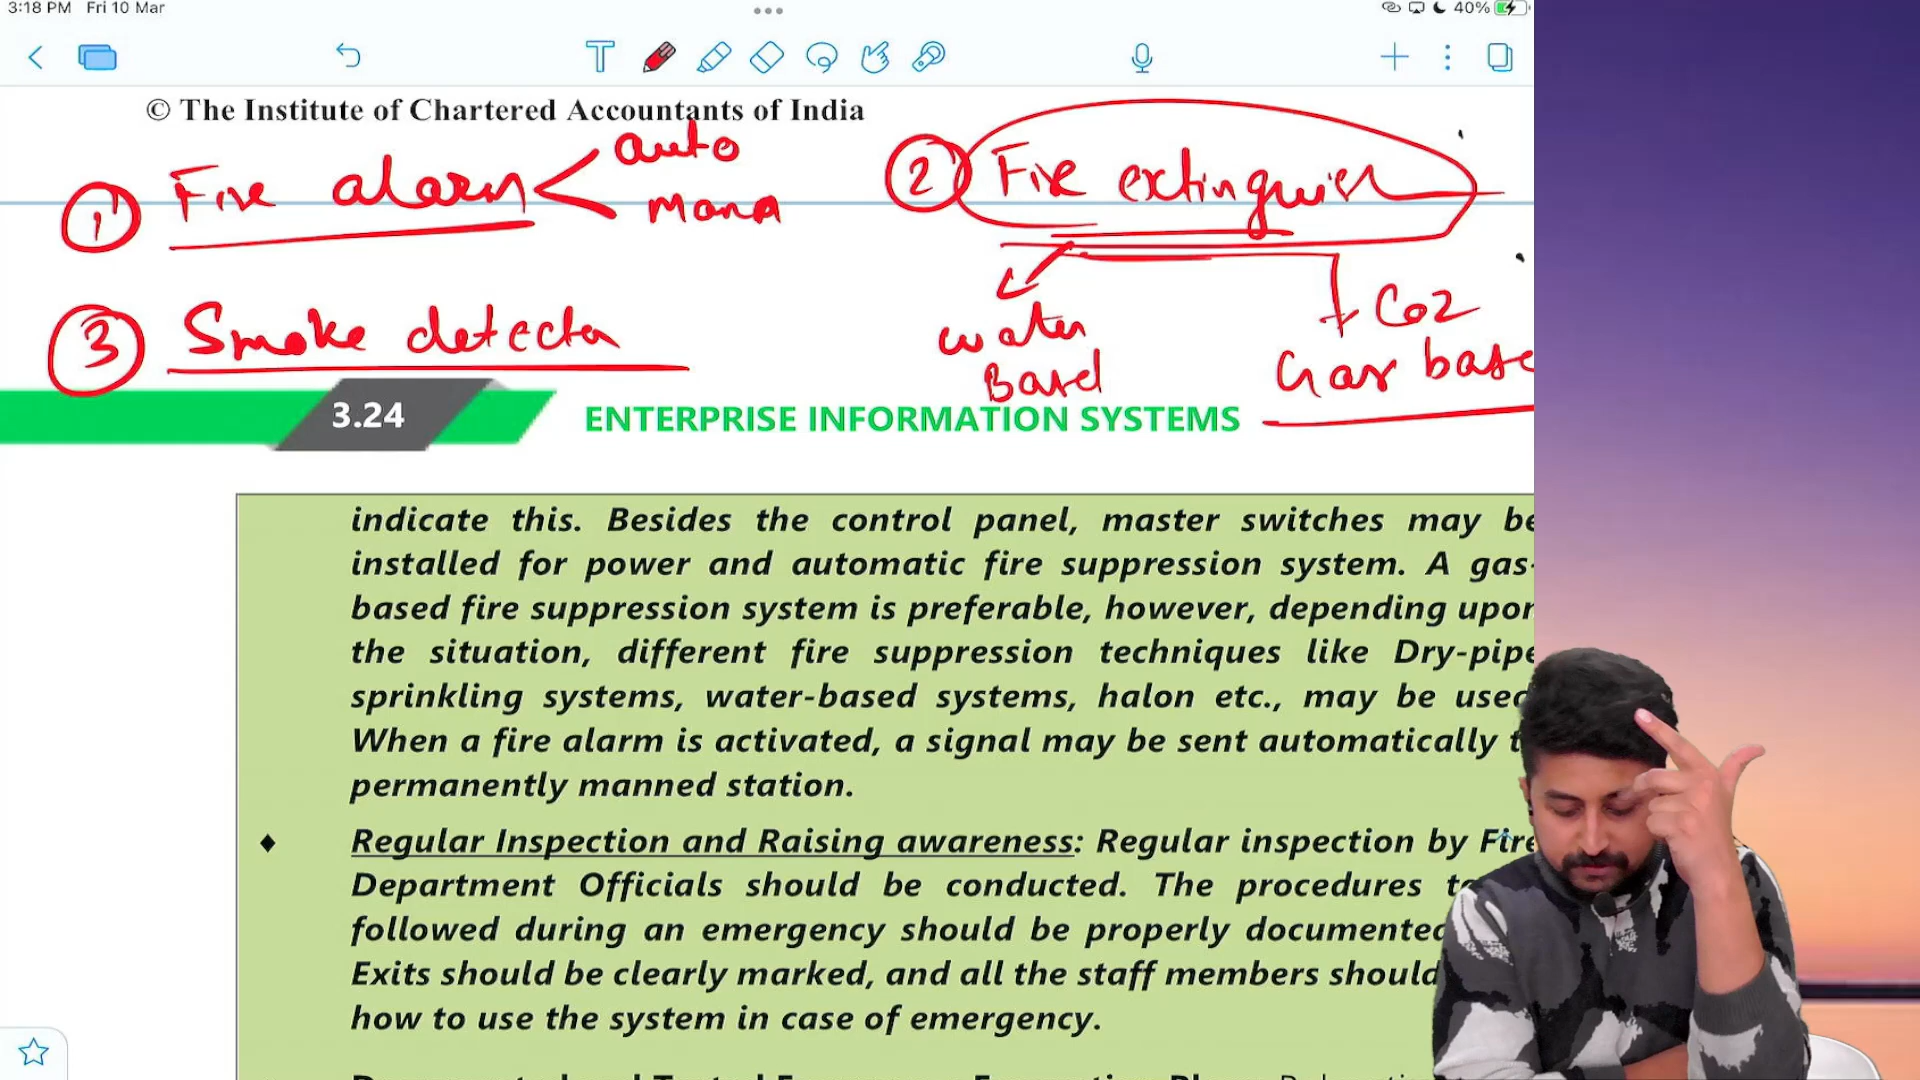 3:18 PM Fri 10 Mar
40%
© The Institute of Chartered Accountants of India
① Fire alarm
auto
Mana
② Fire extinguish
water
Based
Co2
Gas base
③ Smoke detecto
3.24
ENTERPRISE INFORMATION SYSTEMS
indicate this. Besides the control panel, master switches may be
installed for power and automatic fire suppression system. A gas-
based fire suppression system is preferable, however, depending upon
the situation, different fire suppression techniques like Dry-pipe
sprinkling systems, water-based systems, halon etc., may be used
When a fire alarm is activated, a signal may be sent automatically t
permanently manned station.
♦ Regular Inspection and Raising awareness: Regular inspection by Fire
Department Officials should be conducted. The procedures to
followed during an emergency should be properly documented
Exits should be clearly marked, and all the staff members should
how to use the system in case of emergency.